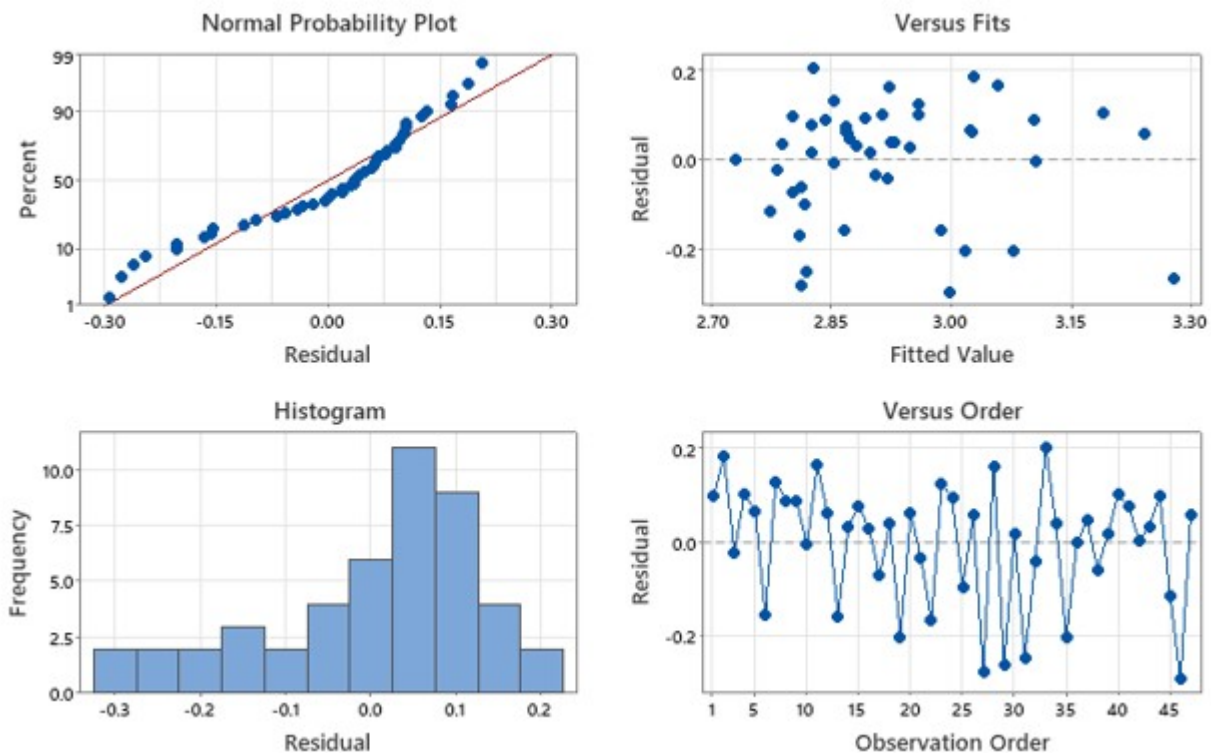 Normal Probability Plot
99
90
50
10
1
Percent
-0.30 -0.15 0.00 0.15 0.30
Residual
Versus Fits
0.2
0.0
-0.2
Residual
2.70 2.85 3.00 3.15 3.30
Fitted Value
Histogram
10.0
7.5
5.0
2.5
0.0
Frequency
-0.3 -0.2 -0.1 0.0 0.1 0.2
Residual
Versus Order
0.2
0.0
-0.2
Residual
1 5 10 15 20 25 30 35 40 45
Observation Order